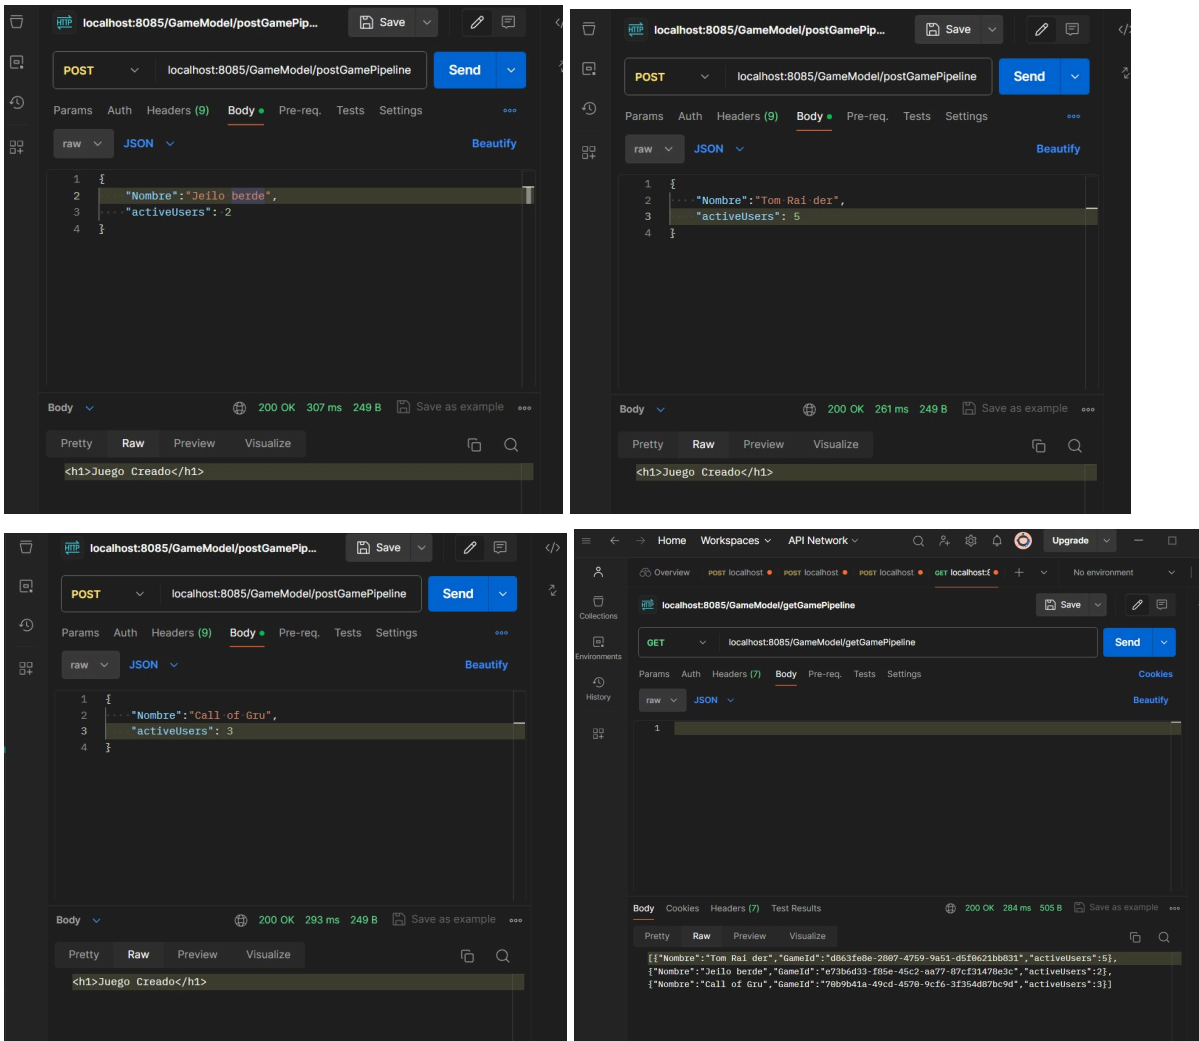 localhost:8085/GameModel/postGamePip...
Save
POST
localhost:8085/GameModel/postGamePipeline
Send
Params Auth Headers (9) Body Pre-req. Tests Settings
raw JSON Beautify
1 {
2 "Nombre":"Jeilo berde",
3 "activeUsers": 2
4 }
Body 200 OK 307 ms 249 B Save as example
Pretty Raw Preview Visualize
<h1>Juego Creado</h1>
localhost:8085/GameModel/postGamePip...
Save
POST
localhost:8085/GameModel/postGamePipeline
Send
Params Auth Headers (9) Body Pre-req. Tests Settings
raw JSON Beautify
1 {
2 "Nombre":"Tom Rai der",
3 "activeUsers": 5
4 }
Body 200 OK 261 ms 249 B Save as example
Pretty Raw Preview Visualize
<h1>Juego Creado</h1>
localhost:8085/GameModel/postGamePip...
Save
POST
localhost:8085/GameModel/postGamePipeline
Send
Params Auth Headers (9) Body Pre-req. Tests Settings
raw JSON Beautify
1 {
2 "Nombre":"Call of Gru",
3 "activeUsers": 3
4 }
Body 200 OK 293 ms 249 B Save as example
Pretty Raw Preview Visualize
<h1>Juego Creado</h1>
Home Workspaces API Network Upgrade
Overview POST localhost POST localhost POST localhost GET localhost:8 No environment
Collections
Environments
History
HTTP localhost:8085/GameModel/getGamePipeline Save
GET localhost:8085/GameModel/getGamePipeline Send
Params Auth Headers (7) Body Pre-req. Tests Settings Cookies
raw JSON Beautify
1
Body Cookies Headers (7) Test Results 200 OK 284 ms 505 B Save as example
Pretty Raw Preview Visualize
[{"Nombre":"Tom Rai der","GameId":"d863fe8e-2807-4759-9a51-d5f0621bb831","activeUsers":5},
{"Nombre":"Jeilo berde","GameId":"e73b6d33-f85e-45c2-aa77-87cf31478e3c","activeUsers":2},
{"Nombre":"Call of Gru","GameId":"70b9b41a-49cd-4570-9cf6-3f354d87bc9d","activeUsers":3}]